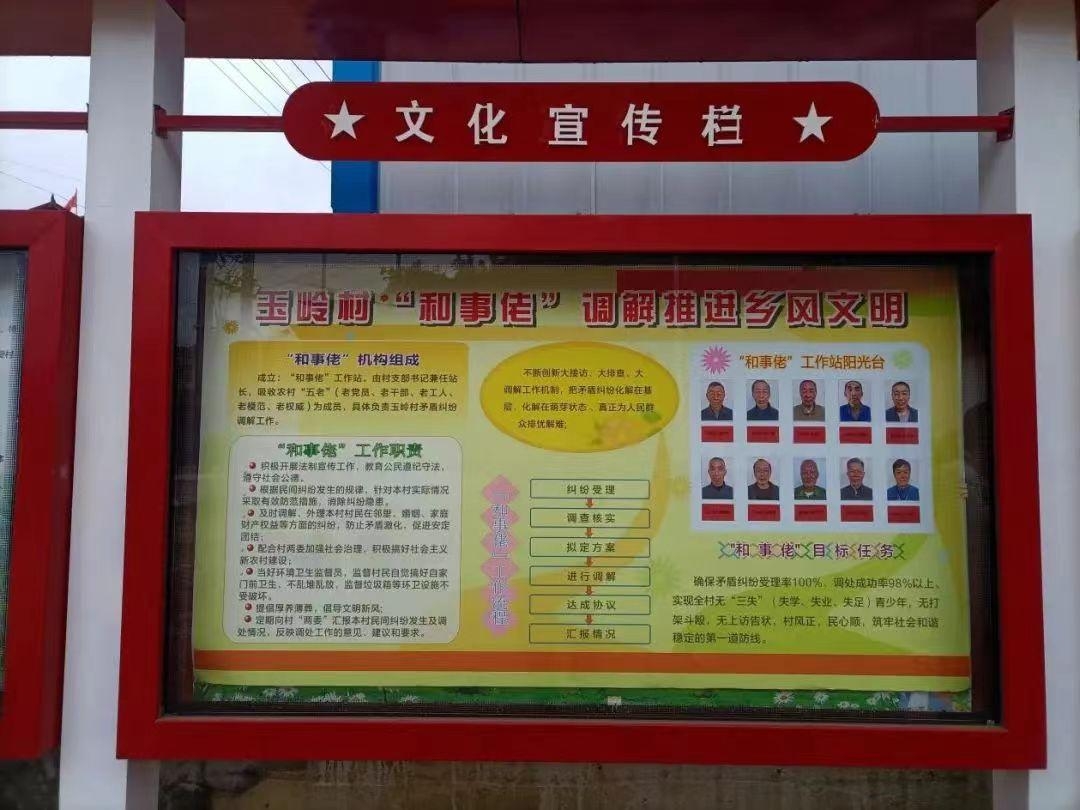 文化宣传栏
玉岭村·“和事佬”调解推进乡风文明
“和事佬”机构组成
成立：“和事佬”工作站，由村支部书记兼任站
长，吸收农村“五老”（老党员、老干部、老工人、
老模范、老权威）为成员，具体负责玉岭村矛盾纠纷
调解工作。
“和事佬”工作职责
积极开展法制宣传工作，教育公民遵纪守法，
遵守社会公德。
根据民间纠纷发生的规律，针对本村实际情况
采取有效防范措施，消除纠纷隐患。
及时调解、外理本村村民在邻里、婚姻、家庭
财产权益等方面的纠纷，防止矛盾激化，促进安定
团结；
配合村两委加强社会治理，积极搞好社会主义
新农村建设；
当好环境卫生监督员，监督村民自觉搞好自家
门前卫生，不乱堆乱放，监督垃圾箱等环卫设施不
受破坏。
提倡厚养薄葬，倡导文明新风；
定期向村“两委”汇报本村民间纠纷发生及调
处情况，反映调处工作的意见、建议和要求。
不断创新大接访、大排查、大
调解工作机制，把矛盾纠纷化解在基
层，化解在萌芽状态，真正为人民群
众排忧解难；
“和事佬”工作流程
纠纷受理
调查核实
拟定方案
进行调解
达成协议
汇报情况
“和事佬”工作站阳光台
“和事佬”目标任务
确保矛盾纠纷受理率100%，调处成功率98%以上，
实现全村无“三失”（失学、失业、失足）青少年，无打
架斗殴，无上访告状，村风正，民心顺，筑牢社会和谐
稳定的第一道防线。